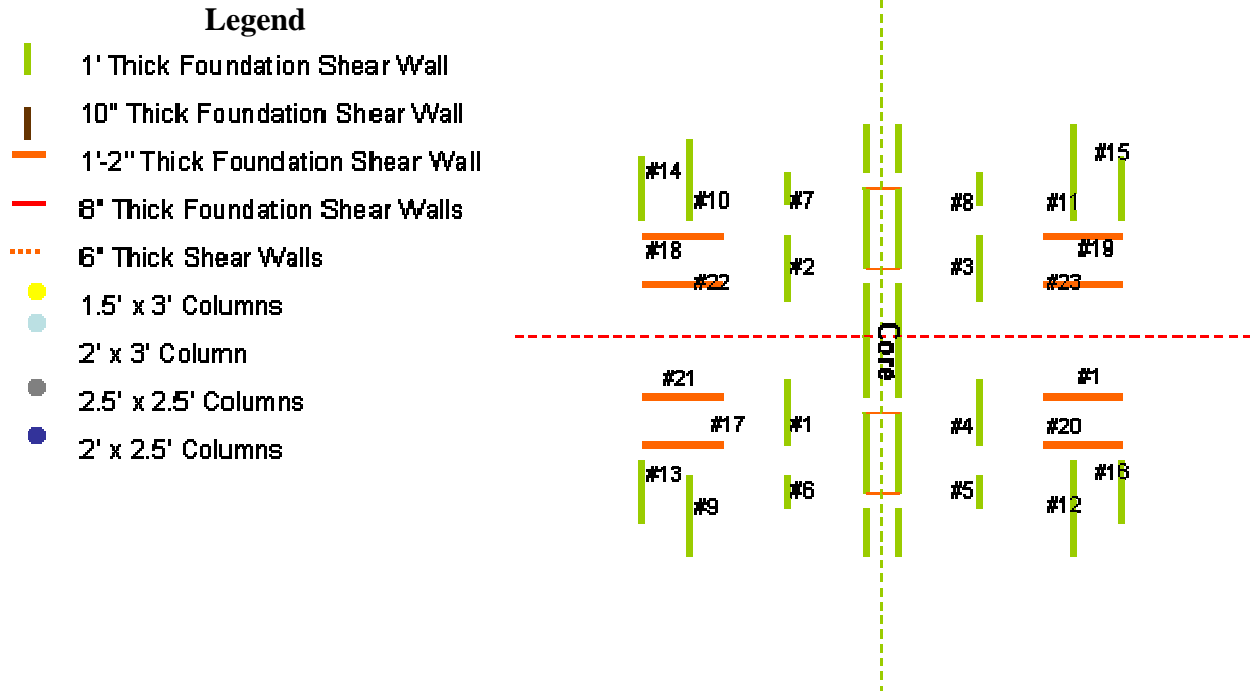 Legend
1' Thick Foundation Shear Wall
10" Thick Foundation Shear Wall
1'-2" Thick Foundation Shear Wall
8" Thick Foundation Shear Walls
6" Thick Shear Walls
1.5' x 3' Columns
2' x 3' Column
2.5' x 2.5' Columns
2' x 2.5' Columns
#15
#14
#10
#7
#8
#11
#18
#2
#3
#19
#22
#23
Core
#21
#1
#17
#1
#4
#20
#13
#16
#6
#5
#9
#12